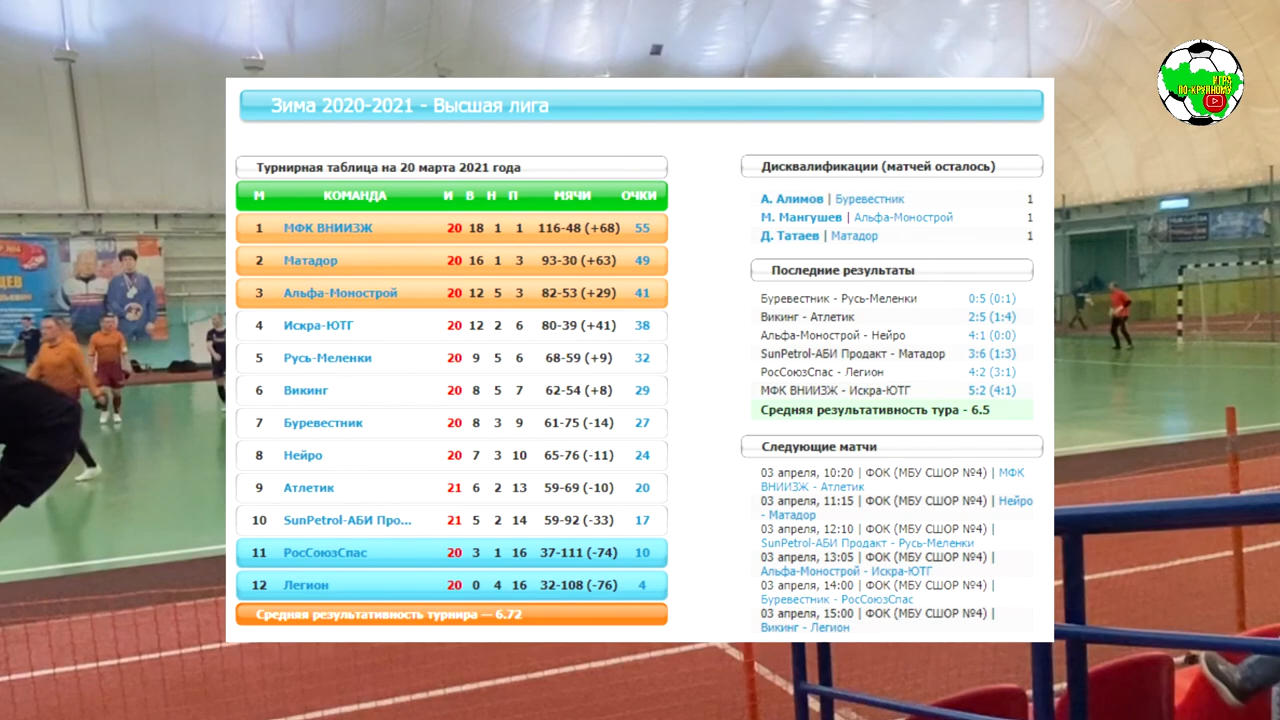 ИГРА
ПО-КРУПНОМУ
Зима 2020-2021 - Высшая лига
Турнирная таблица на 20 марта 2021 года
М КОМАНДА И В Н П МЯЧИ ОЧКИ
1 МФК ВНИИЗЖ 20 18 1 1 116-48 (+68) 55
2 Матадор 20 16 1 3 93-30 (+63) 49
3 Альфа-Монострой 20 12 5 3 82-53 (+29) 41
4 Искра-ЮТГ 20 12 2 6 80-39 (+41) 38
5 Русь-Меленки 20 9 5 6 68-59 (+9) 32
6 Викинг 20 8 5 7 62-54 (+8) 29
7 Буревестник 20 8 3 9 61-75 (-14) 27
8 Нейро 20 7 3 10 65-76 (-11) 24
9 Атлетик 21 6 2 13 59-69 (-10) 20
10 SunPetrol-АБИ Про... 21 5 2 14 59-92 (-33) 17
11 РосСоюзСпас 20 3 1 16 37-111 (-74) 10
12 Легион 20 0 4 16 32-108 (-76) 4
Средняя результативность турнира — 6.72
Дисквалификации (матчей осталось)
А. Алимов | Буревестник 1
М. Мангушев | Альфа-Монострой 1
Д. Татаев | Матадор 1
Последние результаты
Буревестник - Русь-Меленки 0:5 (0:1)
Викинг - Атлетик 2:5 (1:4)
Альфа-Монострой - Нейро 4:1 (0:0)
SunPetrol-АБИ Продакт - Матадор 3:6 (1:3)
РосСоюзСпас - Легион 4:2 (3:1)
МФК ВНИИЗЖ - Искра-ЮТГ 5:2 (4:1)
Средняя результативность тура - 6.5
Следующие матчи
03 апреля, 10:20 | ФОК (МБУ СШОР №4) | МФК
ВНИИЗЖ - Атлетик
03 апреля, 11:15 | ФОК (МБУ СШОР №4) | Нейро
- Матадор
03 апреля, 12:10 | ФОК (МБУ СШОР №4) |
SunPetrol-АБИ Продакт - Русь-Меленки
03 апреля, 13:05 | ФОК (МБУ СШОР №4) |
Альфа-Монострой - Искра-ЮТГ
03 апреля, 14:00 | ФОК (МБУ СШОР №4) |
Буревестник - РосСоюзСпас
03 апреля, 15:00 | ФОК (МБУ СШОР №4) |
Викинг - Легион